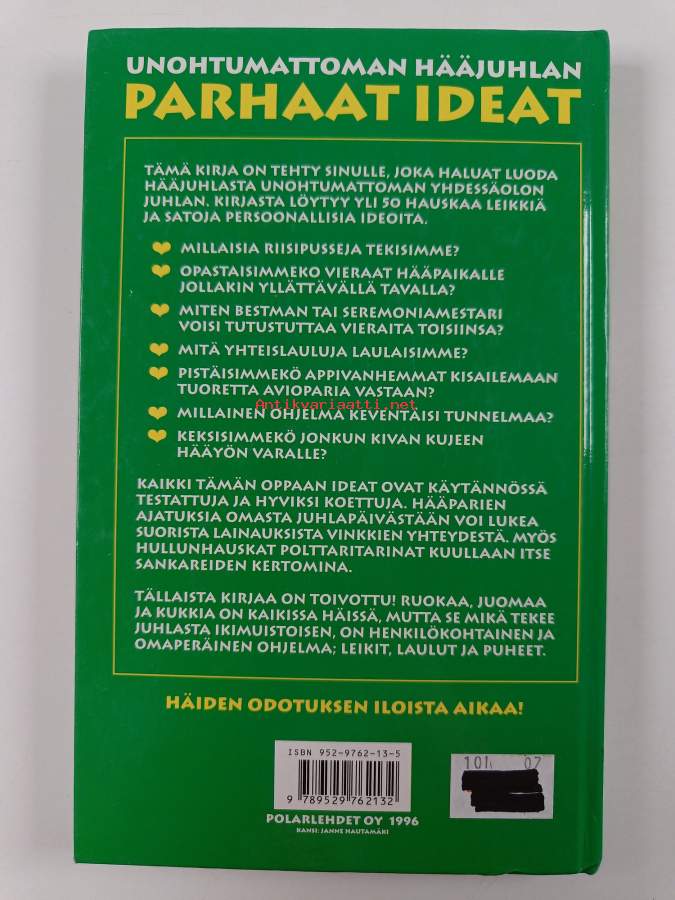 UNOHTUMATTOMAN HÄÄJUHLAN
PARHAAT IDEAT
TÄMÄ KIRJA ON TEHTY SINULLE, JOKA HALUAT LUODA
HÄÄJUHLASTA UNOHTUMATTOMAN YHDESSÄOLON
JUHLAN. KIRJASTA LÖYTYY YLI 50 HAUSKAA LEIKKIÄ
JA SATOJA PERSOONALLISIA IDEOITA.
MILLAISIA RIISIPUSSEJA TEKISIMME?
OPASTAISIMMEKO VIERAAT HÄÄPAIKALLE
JOLLAKIN YLLÄTTÄVÄLLÄ TAVALLA?
MITEN BESTMAN TAI SEREMONIAMESTARI
VOISI TUTUSTUTTAA VIERAITA TOISIINSA?
MITÄ YHTEISLAULUJA LAULAISIMME?
PISTÄISIMMEKÖ APPIVANHEMMAT KISAILEMAAN
TUORETTA AVIOPARIA VASTAAN?
Antikvariaatti.net
MILLAINEN OHJELMA KEVENTÄISI TUNNELMAA?
KEKSISIMMEKÖ JONKUN KIVAN KUJEEN
HÄÄYÖN VARALLE?
KAIKKI TÄMÄN OPPAAN IDEAT OVAT KÄYTÄNNÖSSÄ
TESTATTUJA JA HYVIKSI KOETTUJA. HÄÄPARIEN
AJATUKSIA OMASTA JUHLAPÄIVÄSTÄÄN VOI LUKEA
SUORISTA LAINAUKSISTA VINKKIEN YHTEYDESTÄ. MYÖS
HULLUNHAUSKAT POLTTARITARINAT KUULLAAN ITSE
SANKAREIDEN KERTOMINA.
TÄLLAISTA KIRJAA ON TOIVOTTU! RUOKAA, JUOMAA
JA KUKKIA ON KAIKISSA HÄISSÄ, MUTTA SE MIKÄ TEKEE
JUHLASTA IKIMUISTOISEN, ON HENKILÖKOHTAINEN JA
OMAPERÄINEN OHJELMA; LEIKIT, LAULUT JA PUHEET.
HÄIDEN ODOTUKSEN ILOISTA AIKAA!
ISBN 952-9762-13-5
9 789529 762132
POLARLEHDET OY 1996
KANSI: JANNE HAUTAMÄKI
07